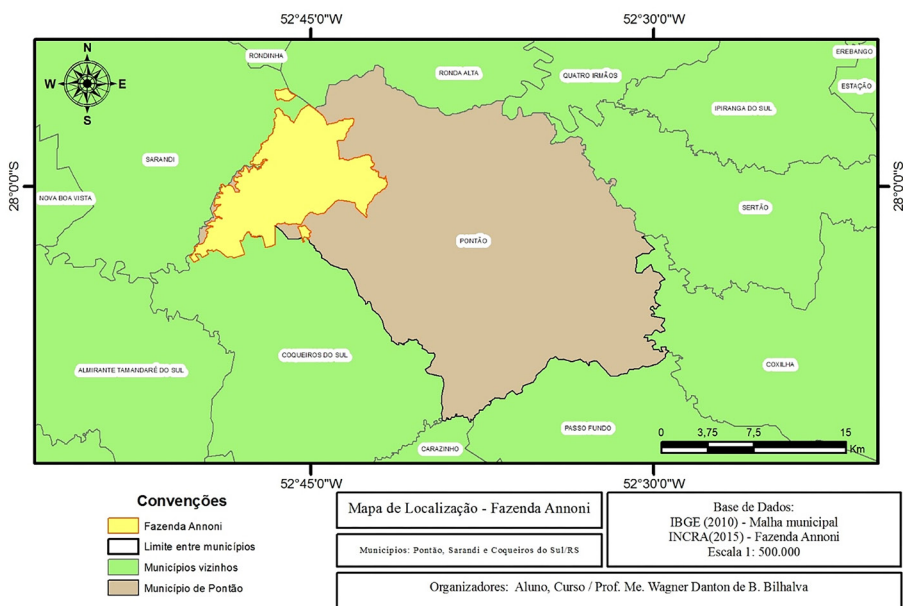 52°45'0"W
52°30'0"W
N
W E
S
RONDINHA
RONDA ALTA
QUATRO IRMÃOS
EREBANGO
ESTAÇÃO
IPIRANGA DO SUL
SARANDI
28°0'0"S
28°0'0"S
NOVA BOA VISTA
SERTÃO
PONTÃO
COQUEIROS DO SUL
ALMIRANTE TAMANDARÉ DO SUL
COXILHA
PASSO FUNDO
CARAZINHO
0 3,75 7,5 15
Km
52°45'0"W
52°30'0"W
Convenções
Fazenda Annoni
Limite entre municípios
Municípios vizinhos
Município de Pontão
Mapa de Localização - Fazenda Annoni
Municípios: Pontão, Sarandi e Coqueiros do Sul/RS
Base de Dados:
IBGE (2010) - Malha municipal
INCRA(2015) - Fazenda Annoni
Escala 1: 500.000
Organizadores: Aluno, Curso / Prof. Me. Wagner Danton de B. Bilhalva